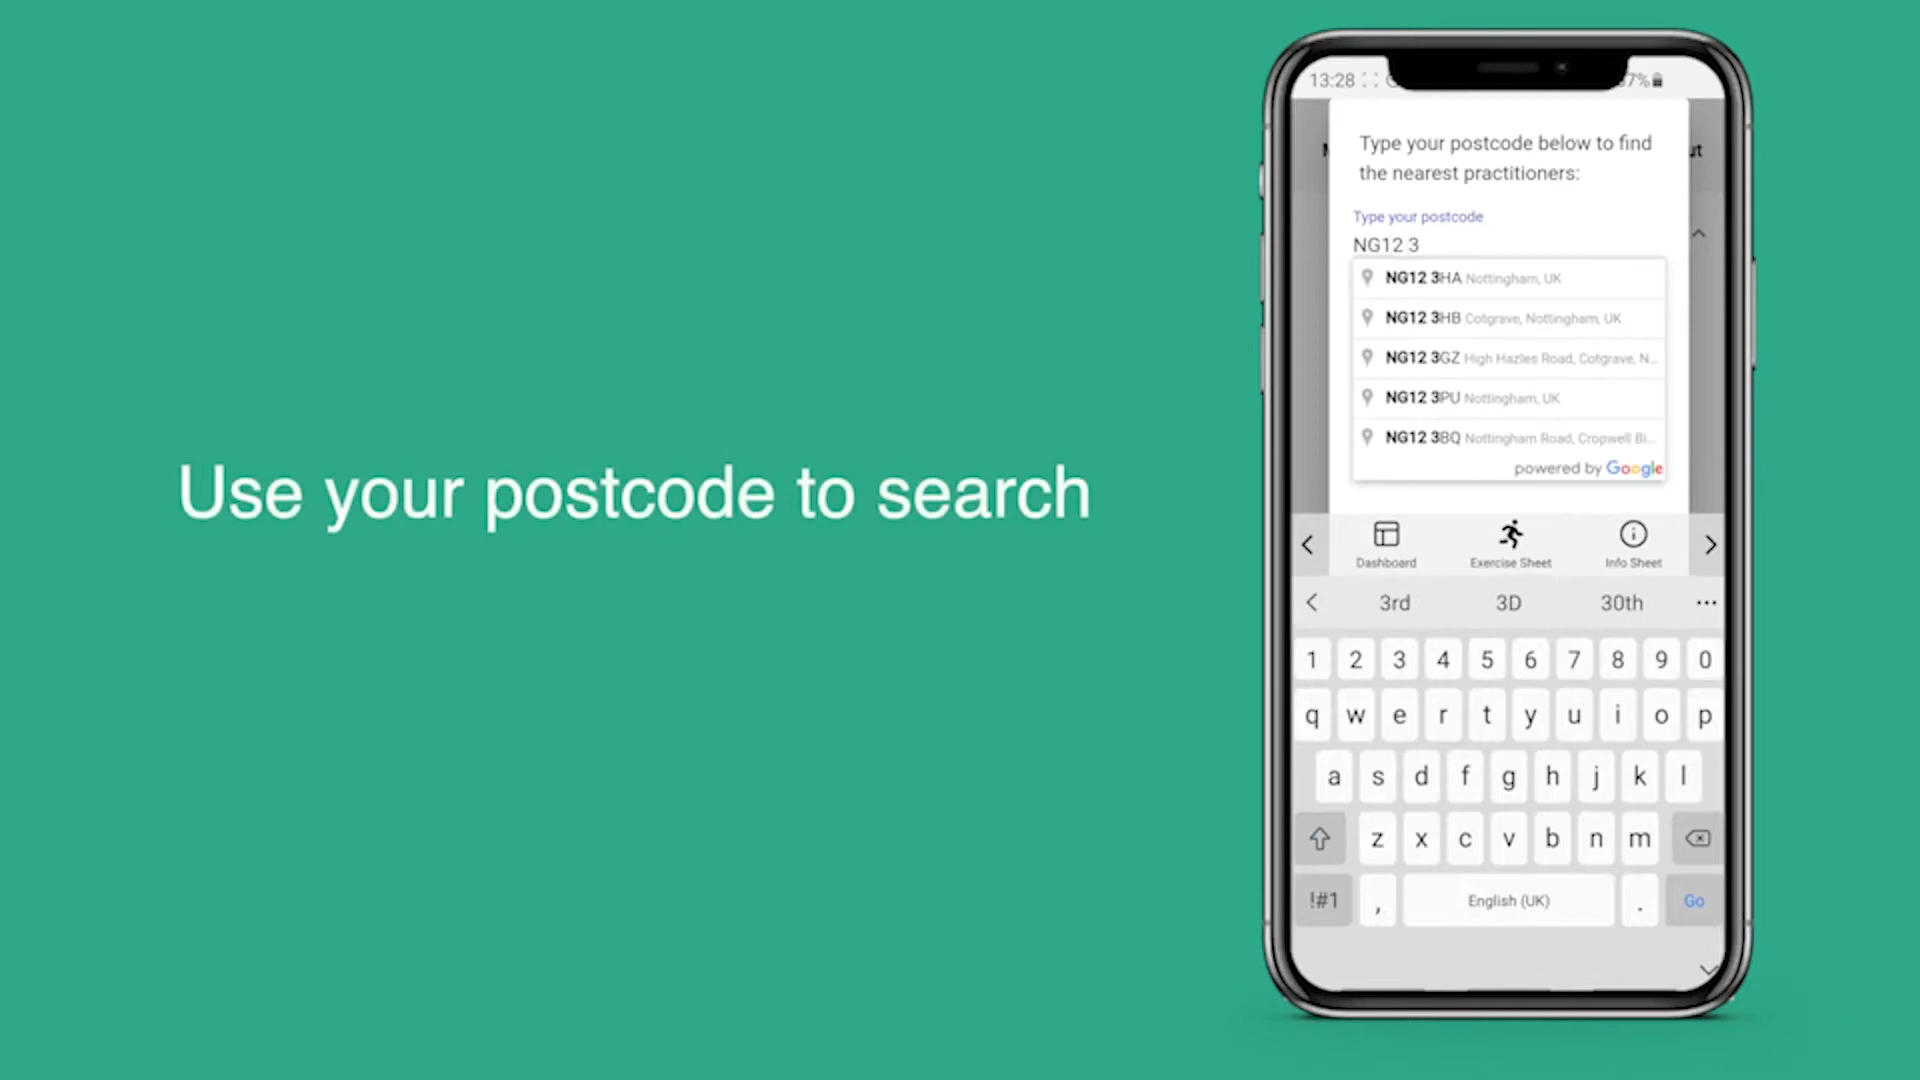 Use your postcode to search
13:28
7%
Type your postcode below to find
the nearest practitioners:
Type your postcode
NG12 3
NG12 3HA Nottingham, UK
NG12 3HB Cotgrave, Nottingham, UK
NG12 3GZ High Hazles Road, Cotgrave, N...
NG12 3PU Nottingham, UK
NG12 3BQ Nottingham Road, Cropwell Bi...
powered by Google
Dashboard Exercise Sheet Info Sheet
3rd 3D 30th ...
1 2 3 4 5 6 7 8 9 0
q w e r t y u i o p
a s d f g h j k l
z x c v b n m
!#1 , English (UK) . Go